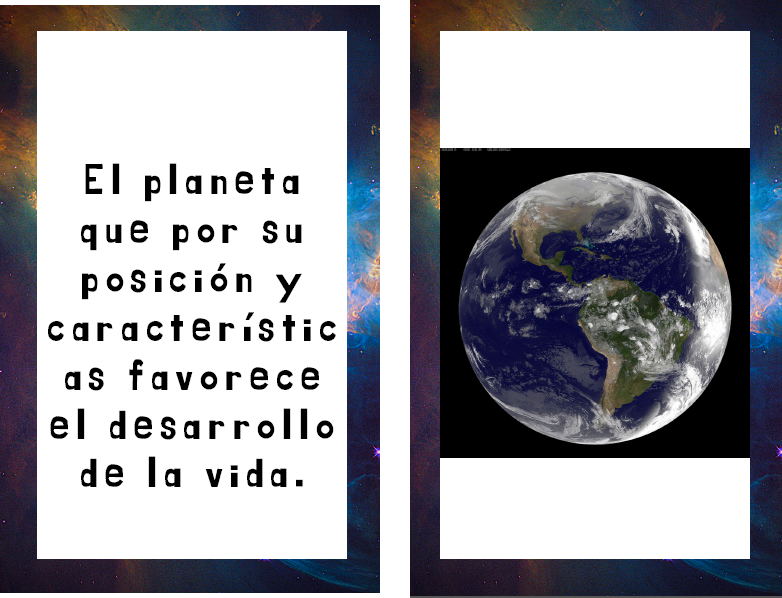 El planeta
que por su
posición y
característic
as favorece
el desarrollo
de la vida.